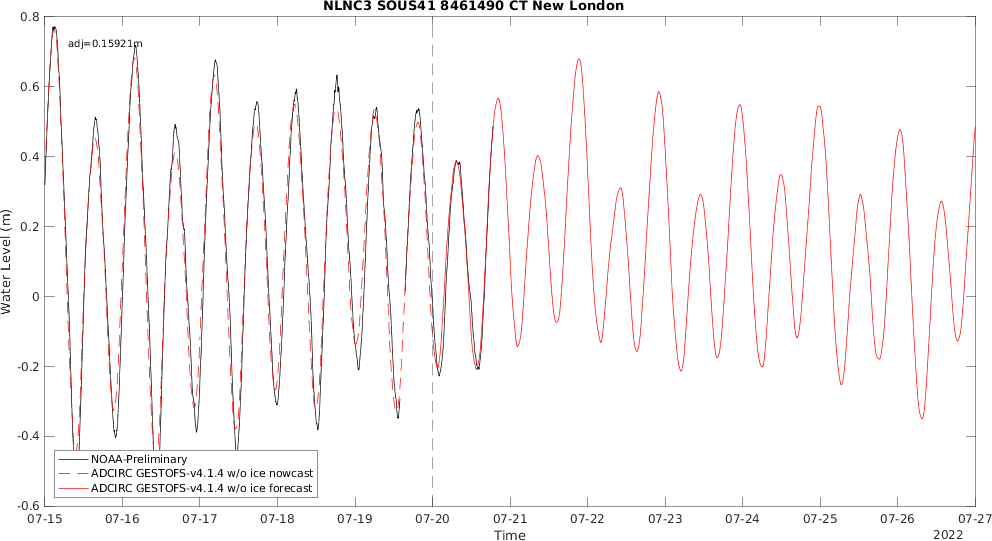 NLNC3 SOUS41 8461490 CT New London
adj=0.15921m
Water Level (m)
0.8
0.6
0.4
0.2
0
-0.2
-0.4
-0.6
NOAA-Preliminary
ADCIRC GESTOFS-v4.1.4 w/o ice nowcast
ADCIRC GESTOFS-v4.1.4 w/o ice forecast
07-15 07-16 07-17 07-18 07-19 07-20 07-21 07-22 07-23 07-24 07-25 07-26 07-27
Time
2022